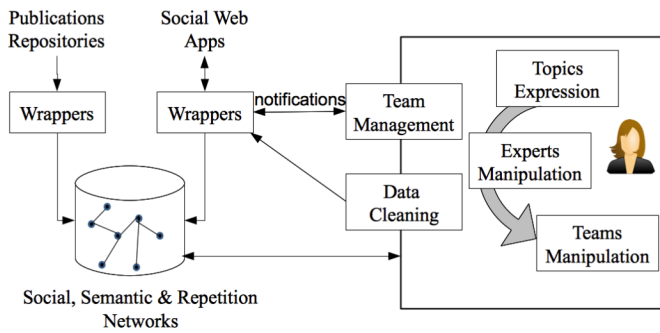 Publications
Repositories
Social Web
Apps
Wrappers
Wrappers
notifications
Team
Management
Data
Cleaning
Topics
Expression
Experts
Manipulation
Teams
Manipulation
Social, Semantic & Repetition
Networks